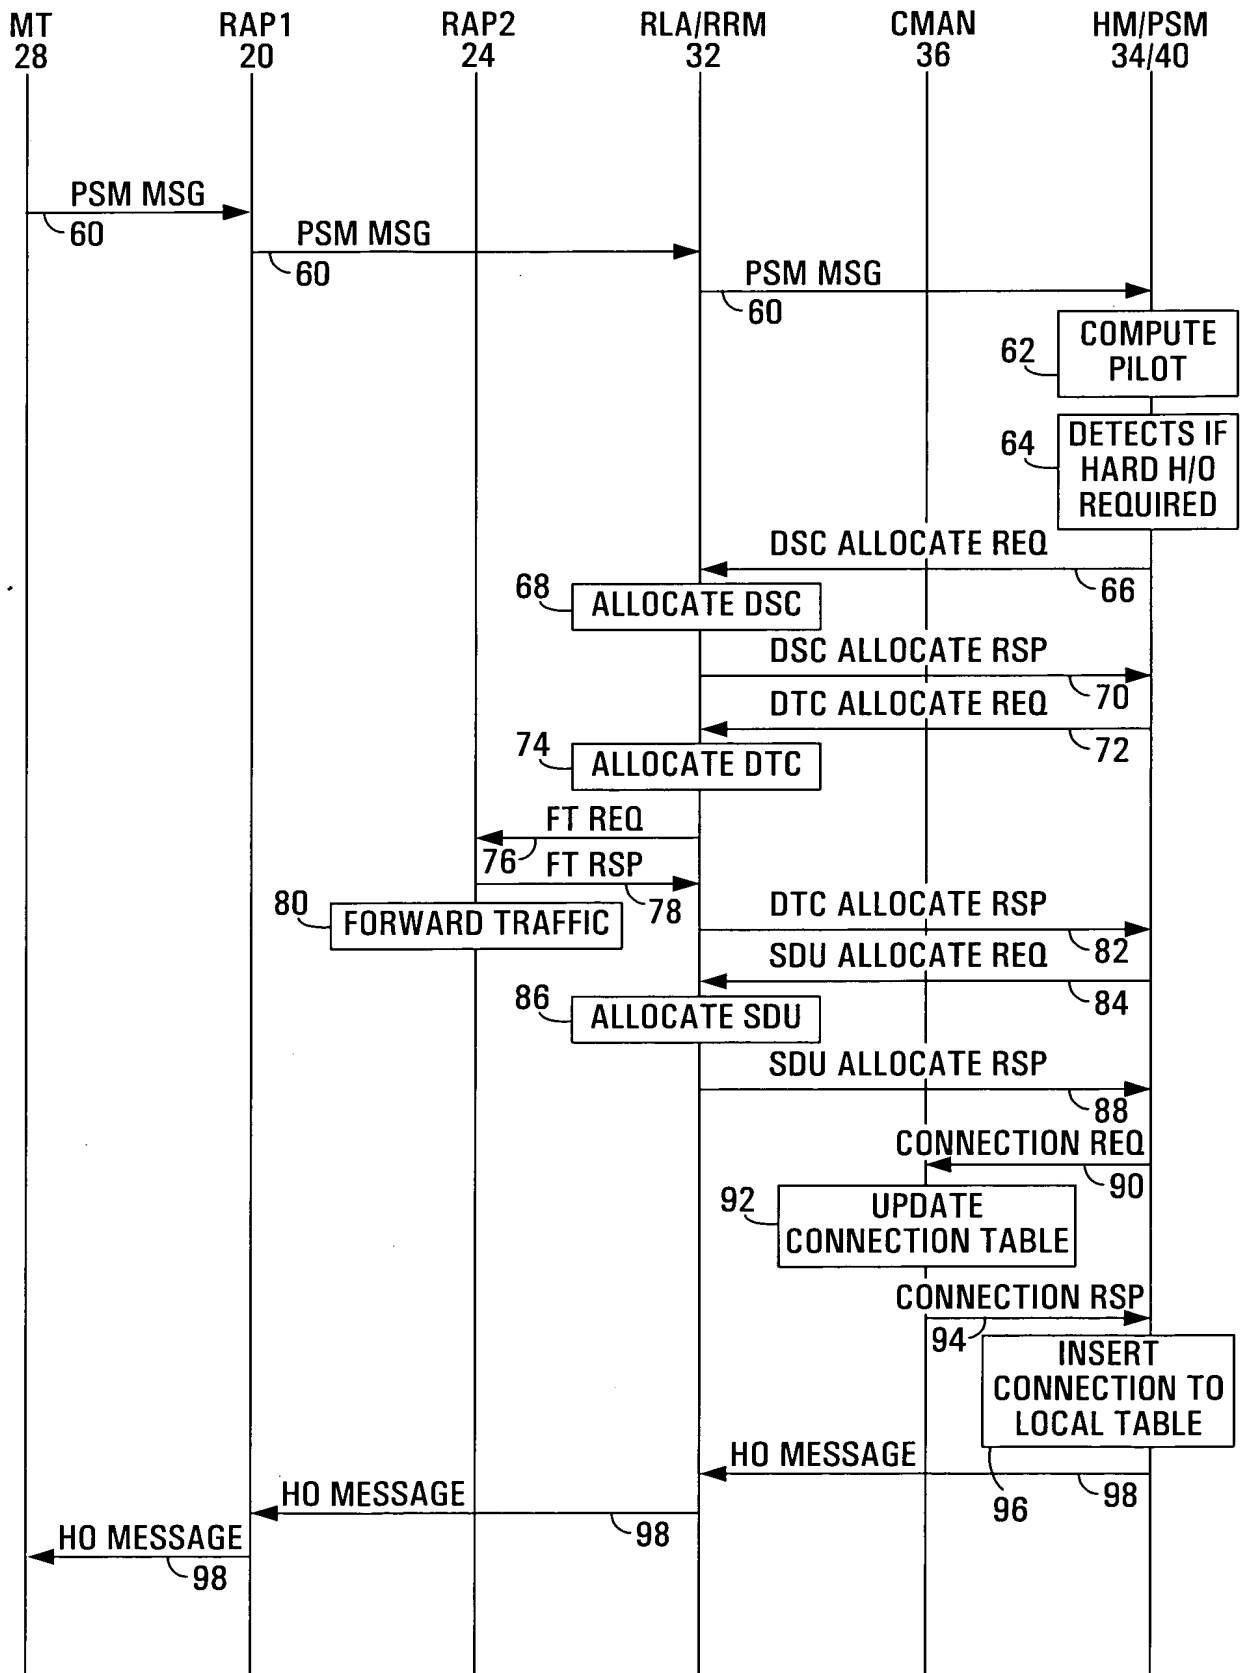 MT RAP1 RAP2 RLA/RRM CMAN HM/PSM
28 20 24 32 36 34/40
PSM MSG
60
PSM MSG
60
PSM MSG
60
COMPUTE
PILOT
62
DETECTS IF
HARD H/O
REQUIRED
64
DSC ALLOCATE REQ
66
68
ALLOCATE DSC
DSC ALLOCATE RSP
70
DTC ALLOCATE REQ
72
74
ALLOCATE DTC
FT REQ
76
FT RSP
78
80
FORWARD TRAFFIC
DTC ALLOCATE RSP
82
SDU ALLOCATE REQ
84
86
ALLOCATE SDU
SDU ALLOCATE RSP
88
CONNECTION REQ
90
92
UPDATE
CONNECTION TABLE
CONNECTION RSP
94
INSERT
CONNECTION TO
LOCAL TABLE
96
HO MESSAGE
98
HO MESSAGE
98
HO MESSAGE
98